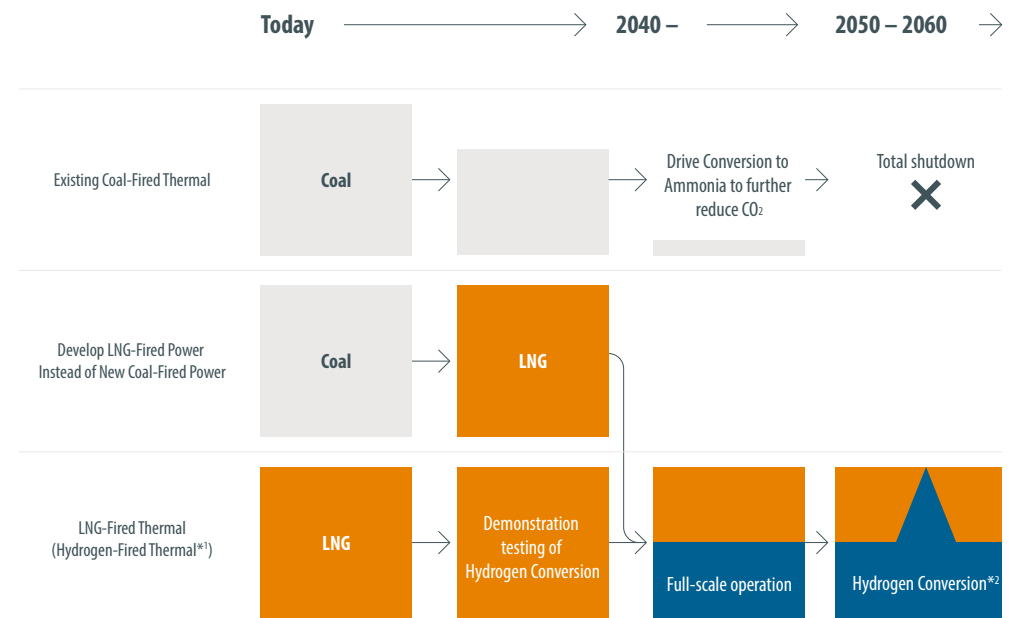 Today
2040 –
2050 – 2060
Existing Coal-Fired Thermal
Coal
Drive Conversion to
Ammonia to further
reduce CO2
Total shutdown
Develop LNG-Fired Power
Instead of New Coal-Fired Power
Coal
LNG
LNG-Fired Thermal
(Hydrogen-Fired Thermal*1)
LNG
Demonstration
testing of
Hydrogen Conversion
Full-scale operation
Hydrogen Conversion*2